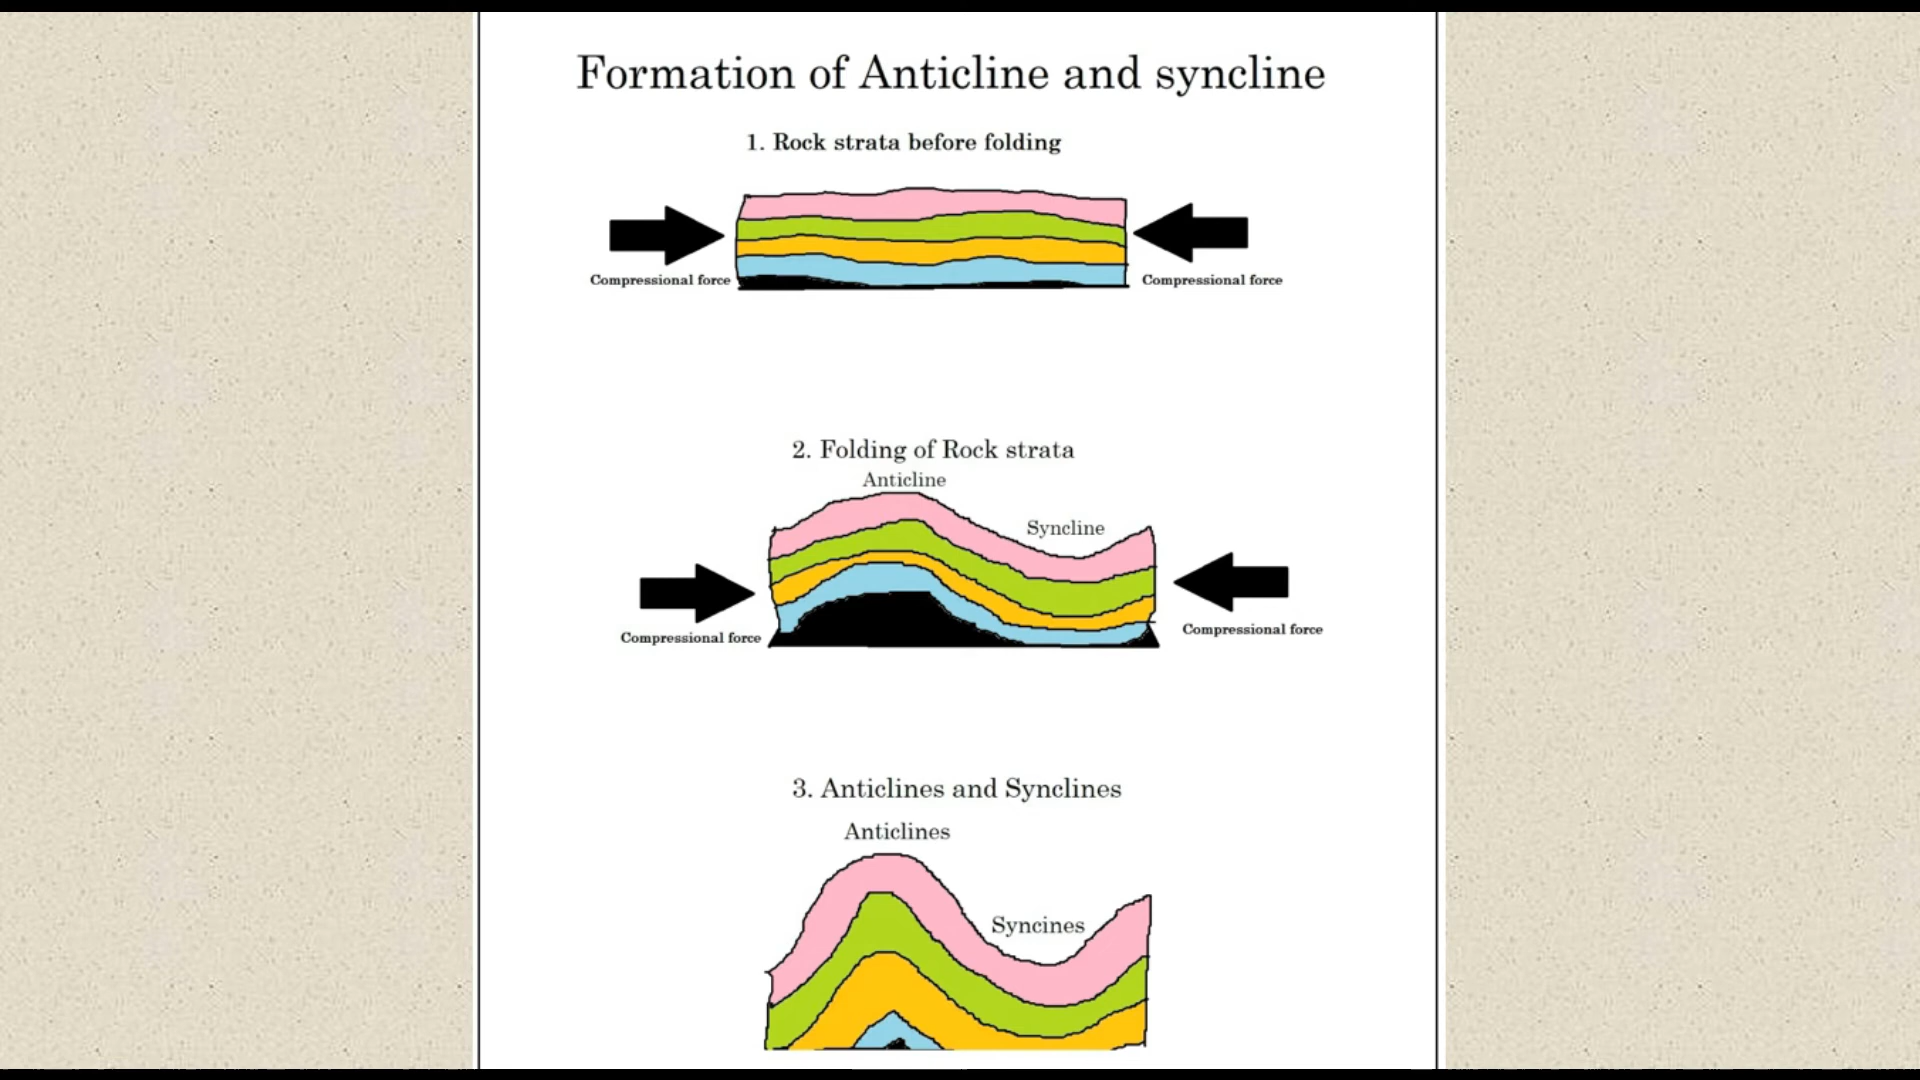 Formation of Anticline and syncline
1. Rock strata before folding
Compressional force
Compressional force
2. Folding of Rock strata
Anticline
Syncline
Compressional force
Compressional force
3. Anticlines and Synclines
Anticlines
Syncines